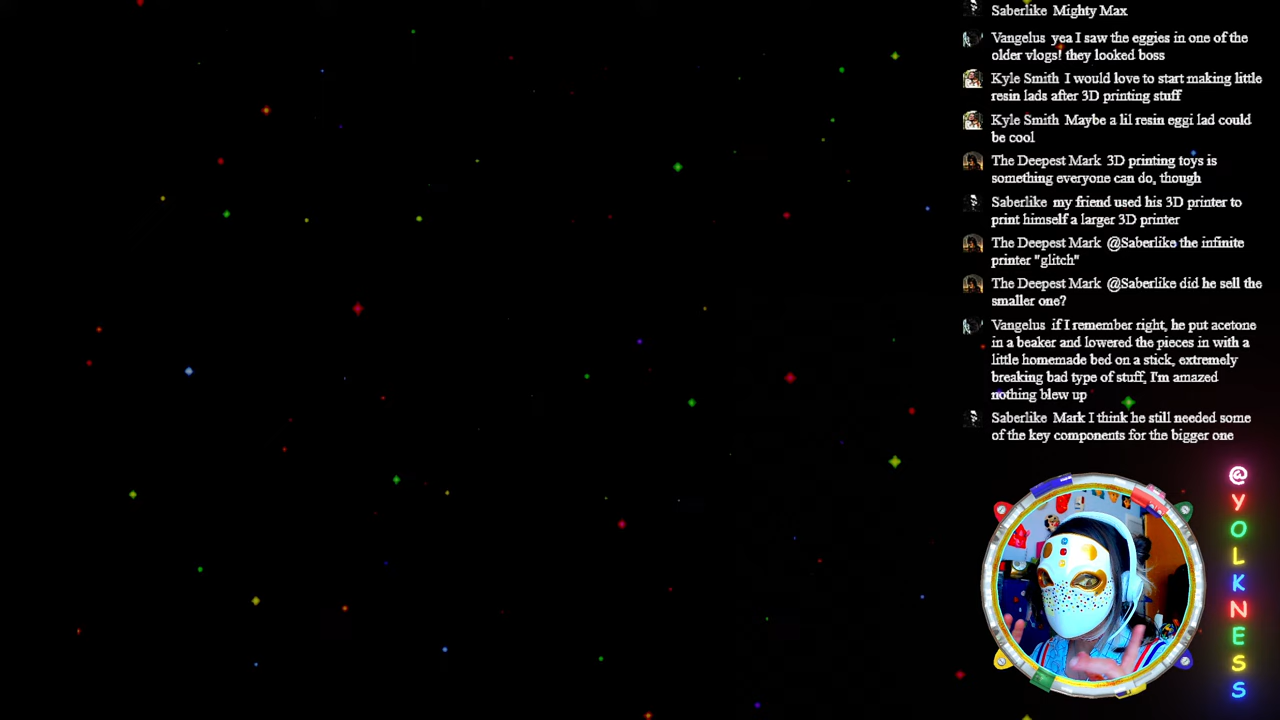 Saberlike Mighty Max
Vangelus yea I saw the eggies in one of the
older vlogs! they looked boss
Kyle Smith I would love to start making little
resin lads after 3D printing stuff
Kyle Smith Maybe a lil resin eggi lad could
be cool
The Deepest Mark 3D printing toys is
something everyone can do, though
Saberlike my friend used his 3D printer to
print himself a larger 3D printer
The Deepest Mark @Saberlike the infinite
printer "glitch"
The Deepest Mark @Saberlike did he sell the
smaller one?
Vangelus if I remember right, he put acetone
in a beaker and lowered the pieces in with a
little homemade bed on a stick, extremely
breaking bad type of stuff, I'm amazed
nothing blew up
Saberlike Mark I think he still needed some
of the key components for the bigger one
@YOLKNESS